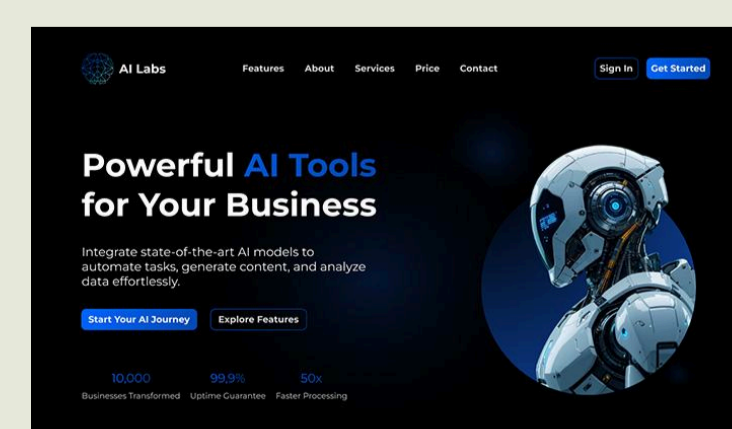 AI Labs
Features About Services Price Contact
Sign In Get Started
Powerful AI Tools
for Your Business
Integrate state-of-the-art AI models to
automate tasks, generate content, and analyze
data effortlessly.
Start Your AI Journey Explore Features
10,000 99,9% 50x
Businesses Transformed Uptime Guarantee Faster Processing